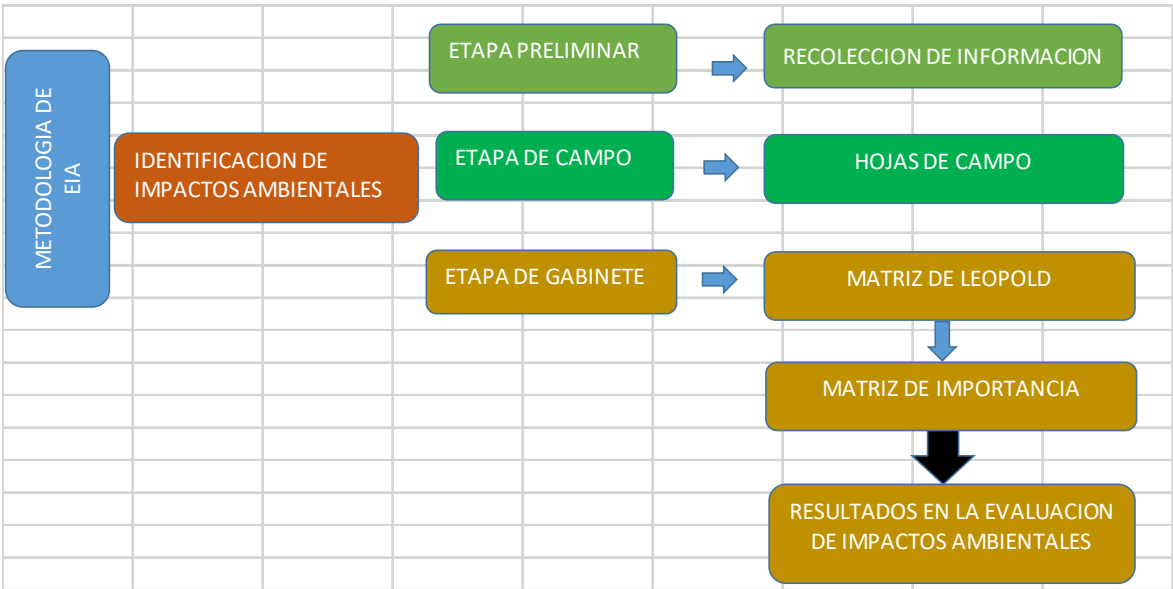 METODOLOGIA DE
EIA
IDENTIFICACION DE
IMPACTOS AMBIENTALES
ETAPA PRELIMINAR
RECOLECCION DE INFORMACION
ETAPA DE CAMPO
HOJAS DE CAMPO
ETAPA DE GABINETE
MATRIZ DE LEOPOLD
MATRIZ DE IMPORTANCIA
RESULTADOS EN LA EVALUACION
DE IMPACTOS AMBIENTALES